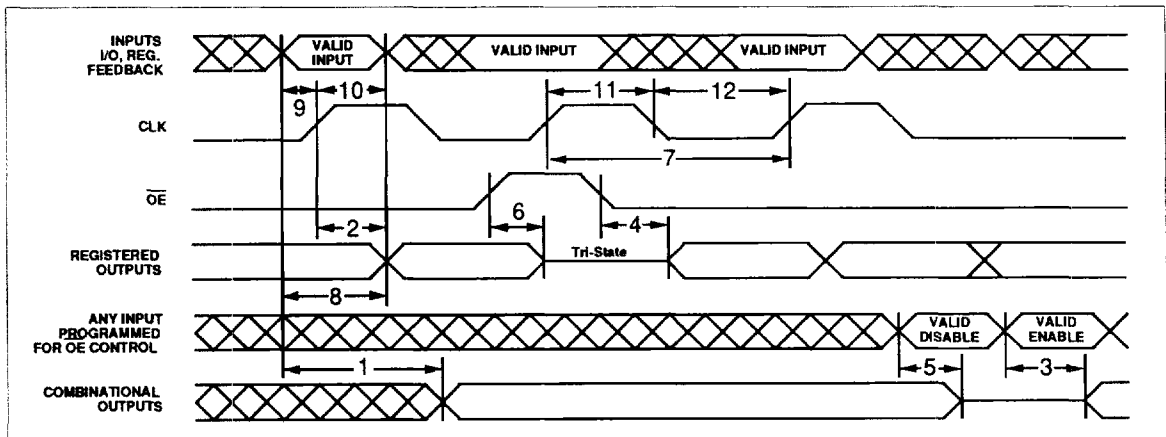 INPUTS
I/O, REG.
FEEDBACK
VALID
INPUT
VALID INPUT
VALID INPUT
9
10
11
12
CLK
7
OE
6
4
2
REGISTERED
OUTPUTS
Tri-State
8
ANY INPUT
PROGRAMMED
FOR OE CONTROL
VALID
DISABLE
VALID
ENABLE
1
5
3
COMBINATIONAL
OUTPUTS